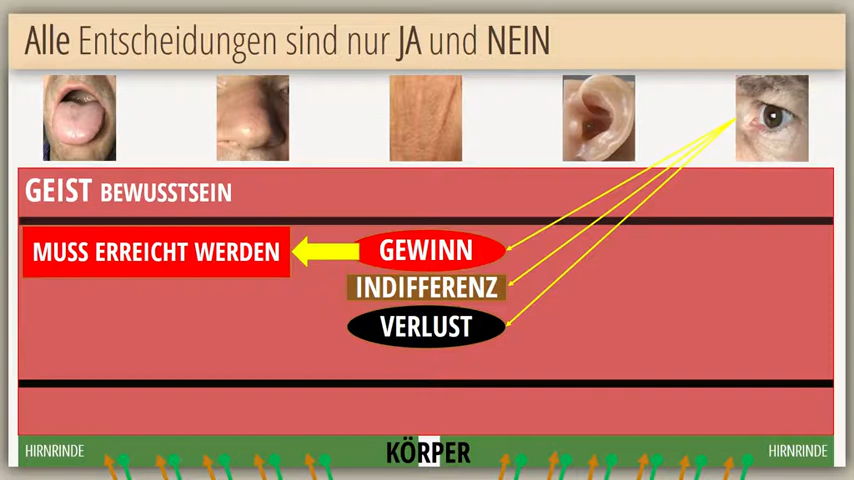 Alle Entscheidungen sind nur JA und NEIN
GEIST BEWUSSTSEIN
MUSS ERREICHT WERDEN
GEWINN
INDIFFERENZ
VERLUST
HIRNRINDE
KÖRPER
HIRNRINDE